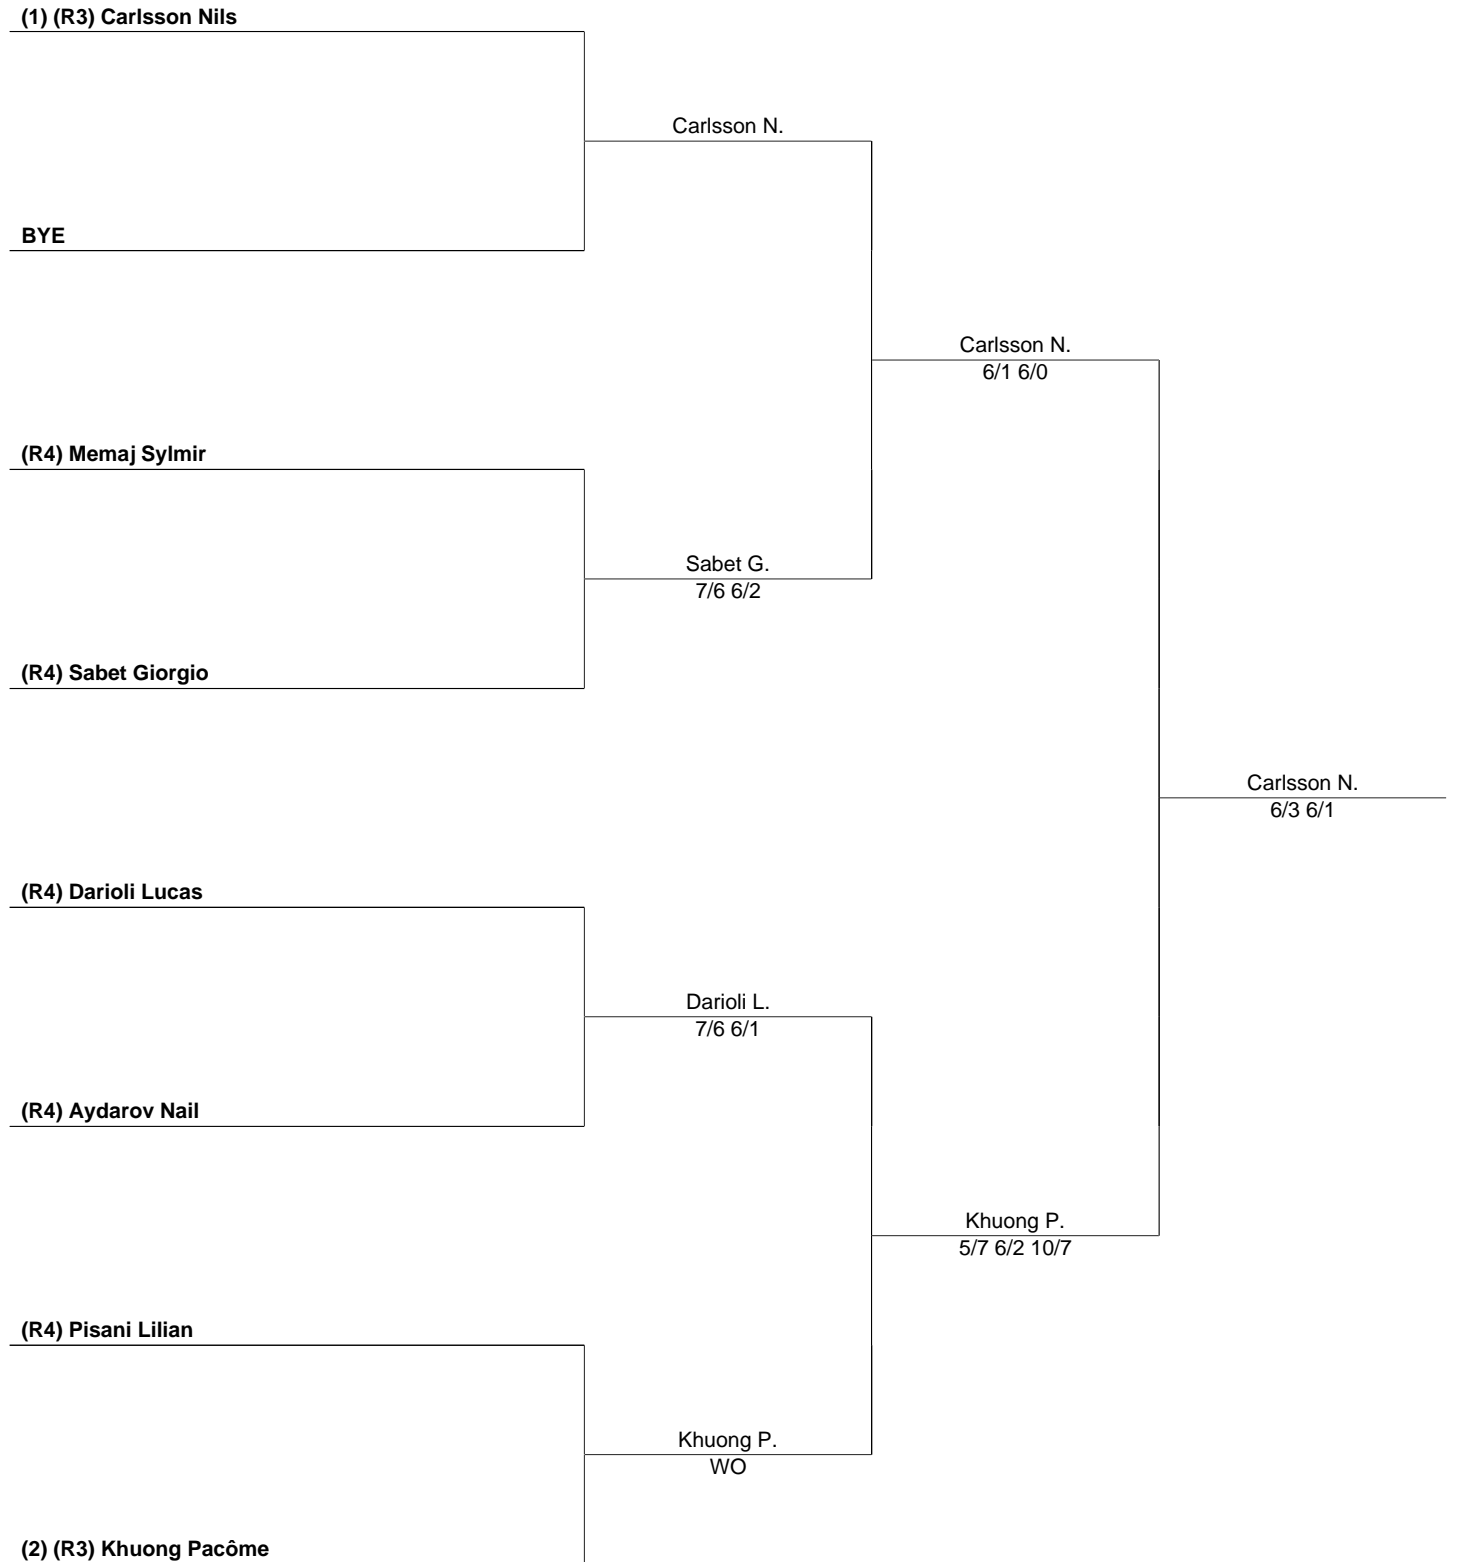 (1) (R3) Carlsson Nils
Carlsson N.
BYE
Carlsson N.
6/1 6/0
(R4) Memaj Sylmir
Sabet G.
7/6 6/2
(R4) Sabet Giorgio
Carlsson N.
6/3 6/1
(R4) Darioli Lucas
Darioli L.
7/6 6/1
(R4) Aydarov Nail
Khuong P.
5/7 6/2 10/7
(R4) Pisani Lilian
Khuong P.
WO
(2) (R3) Khuong Pacôme